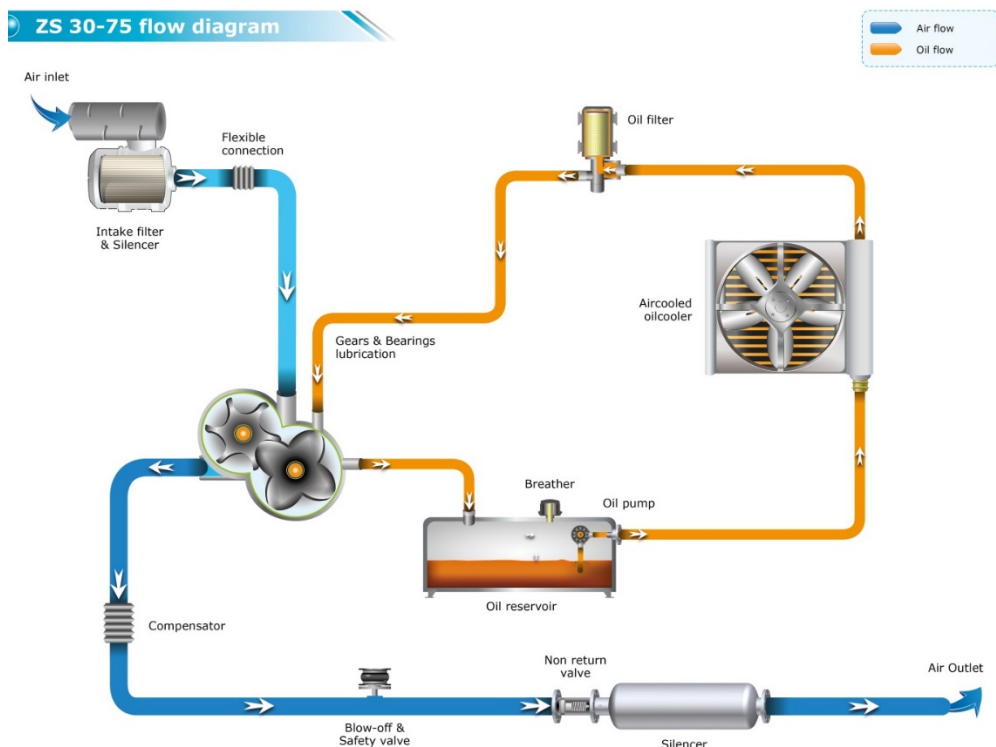 ZS 30-75 flow diagram
Air flow
Oil flow
Air inlet
Flexible
connection
Oil filter
Intake filter
& Silencer
Aircooled
oilcooler
Gears & Bearings
lubrication
Breather
Oil pump
Oil reservoir
Compensator
Non return
valve
Air Outlet
Blow-off &
Safety valve
Silencer